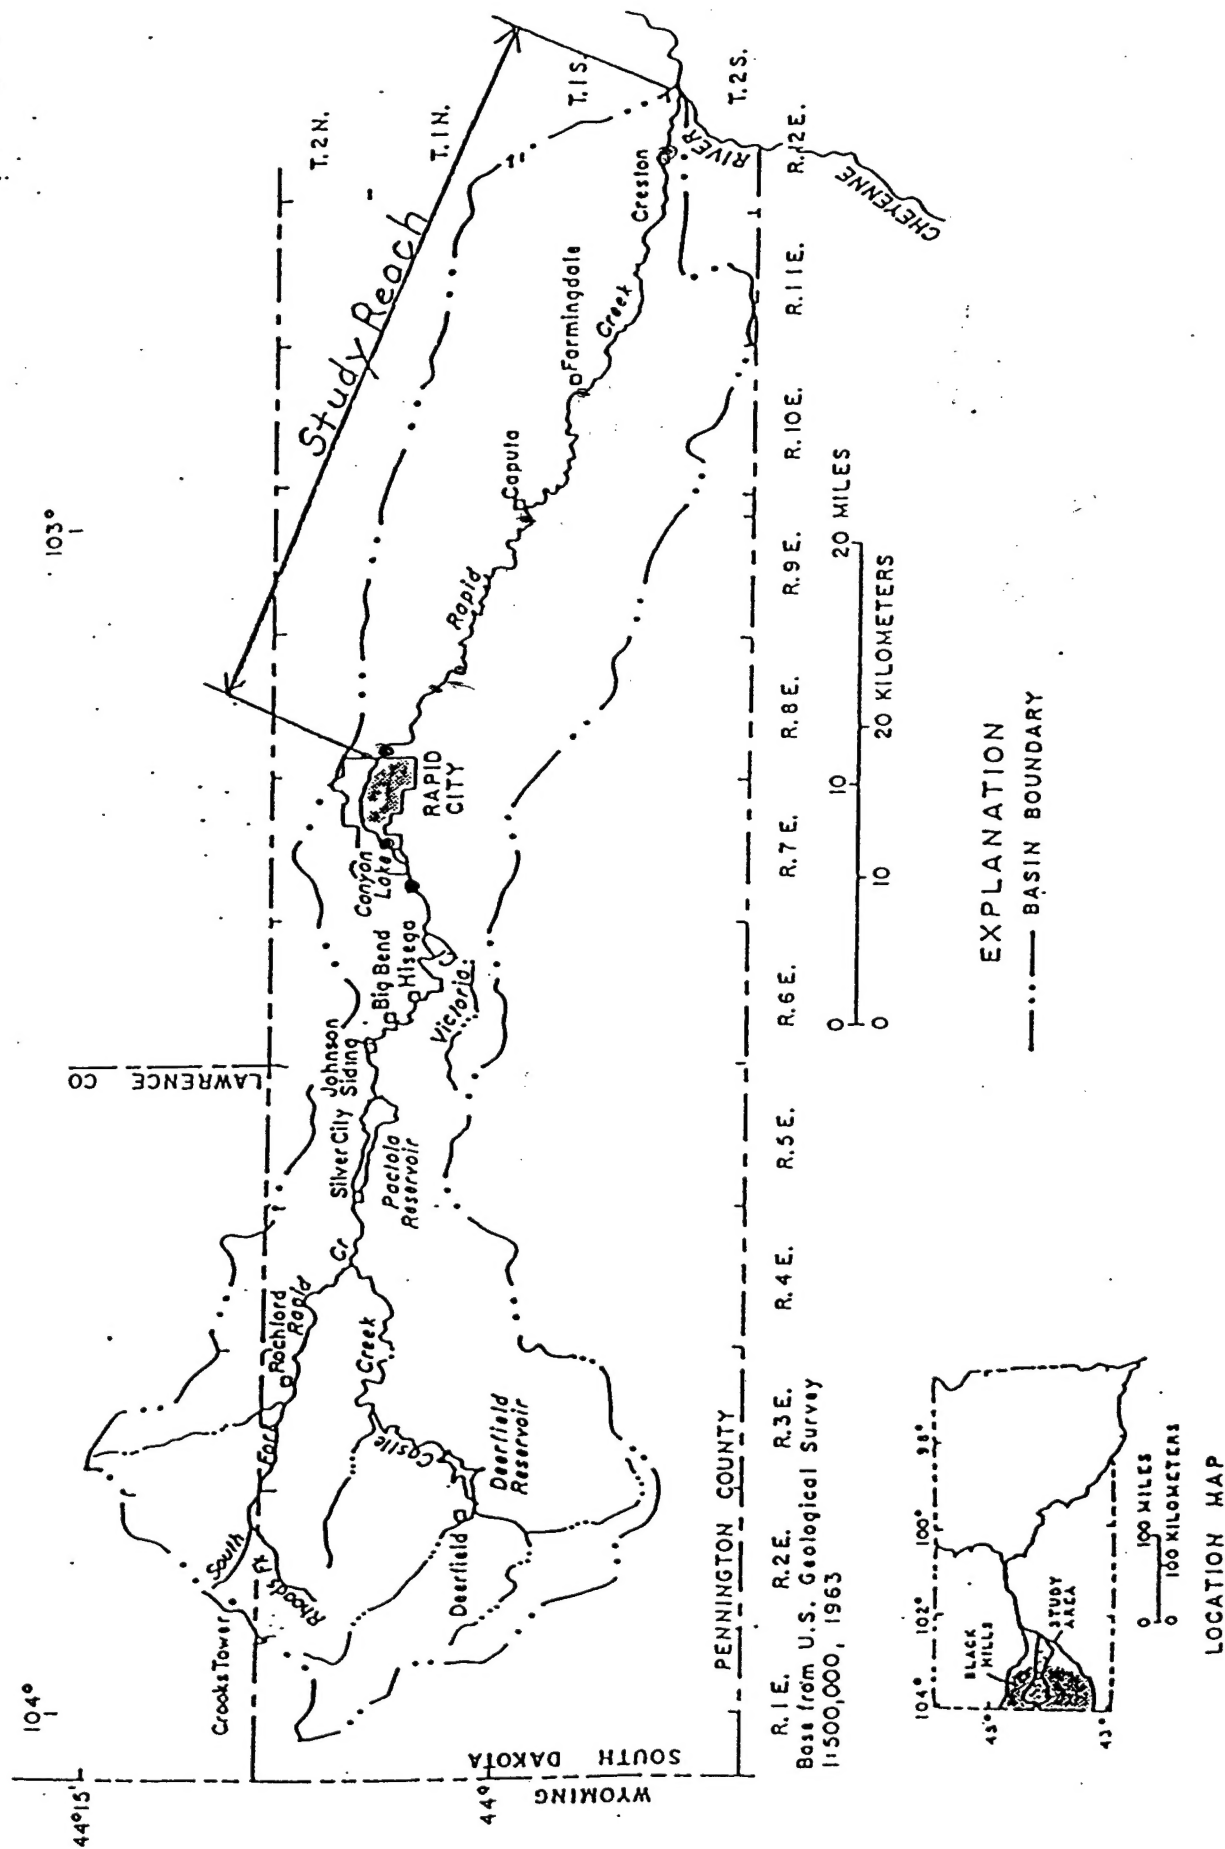 104°
103°
44°15'
44°
WYOMING
SOUTH DAKOTA
LAWRENCE CO
Study Reach
T.2N.
T.1N.
T.1S.
T.2S.
Crooks Tower
South
Fork
Rapid
Cr
Rhoads Fk
Rochford
Castle
Creek
Deerfield
Deerfield
Reservoir
Silver City
Pactola
Reservoir
Johnson
Siding
Big Bend
Hisega
Victoria
Canyon
Lake
RAPID
CITY
Rapid
Creek
Caputa
Farmingdale
Creston
CHEYENNE
RIVER
PENNINGTON COUNTY
R.1E.
R.2E.
R.3E.
R.4E.
R.5E.
R.6E.
R.7E.
R.8E.
R.9E.
R.10E.
R.11E.
R.12E.
Base from U.S. Geological Survey
1:500,000, 1963
0 10 20 MILES
0 10 20 KILOMETERS
EXPLANATION
BASIN BOUNDARY
104° 102° 100° 98°
45°
43°
BLACK
HILLS
STUDY
AREA
0 100 MILES
0 100 KILOMETERS
LOCATION MAP